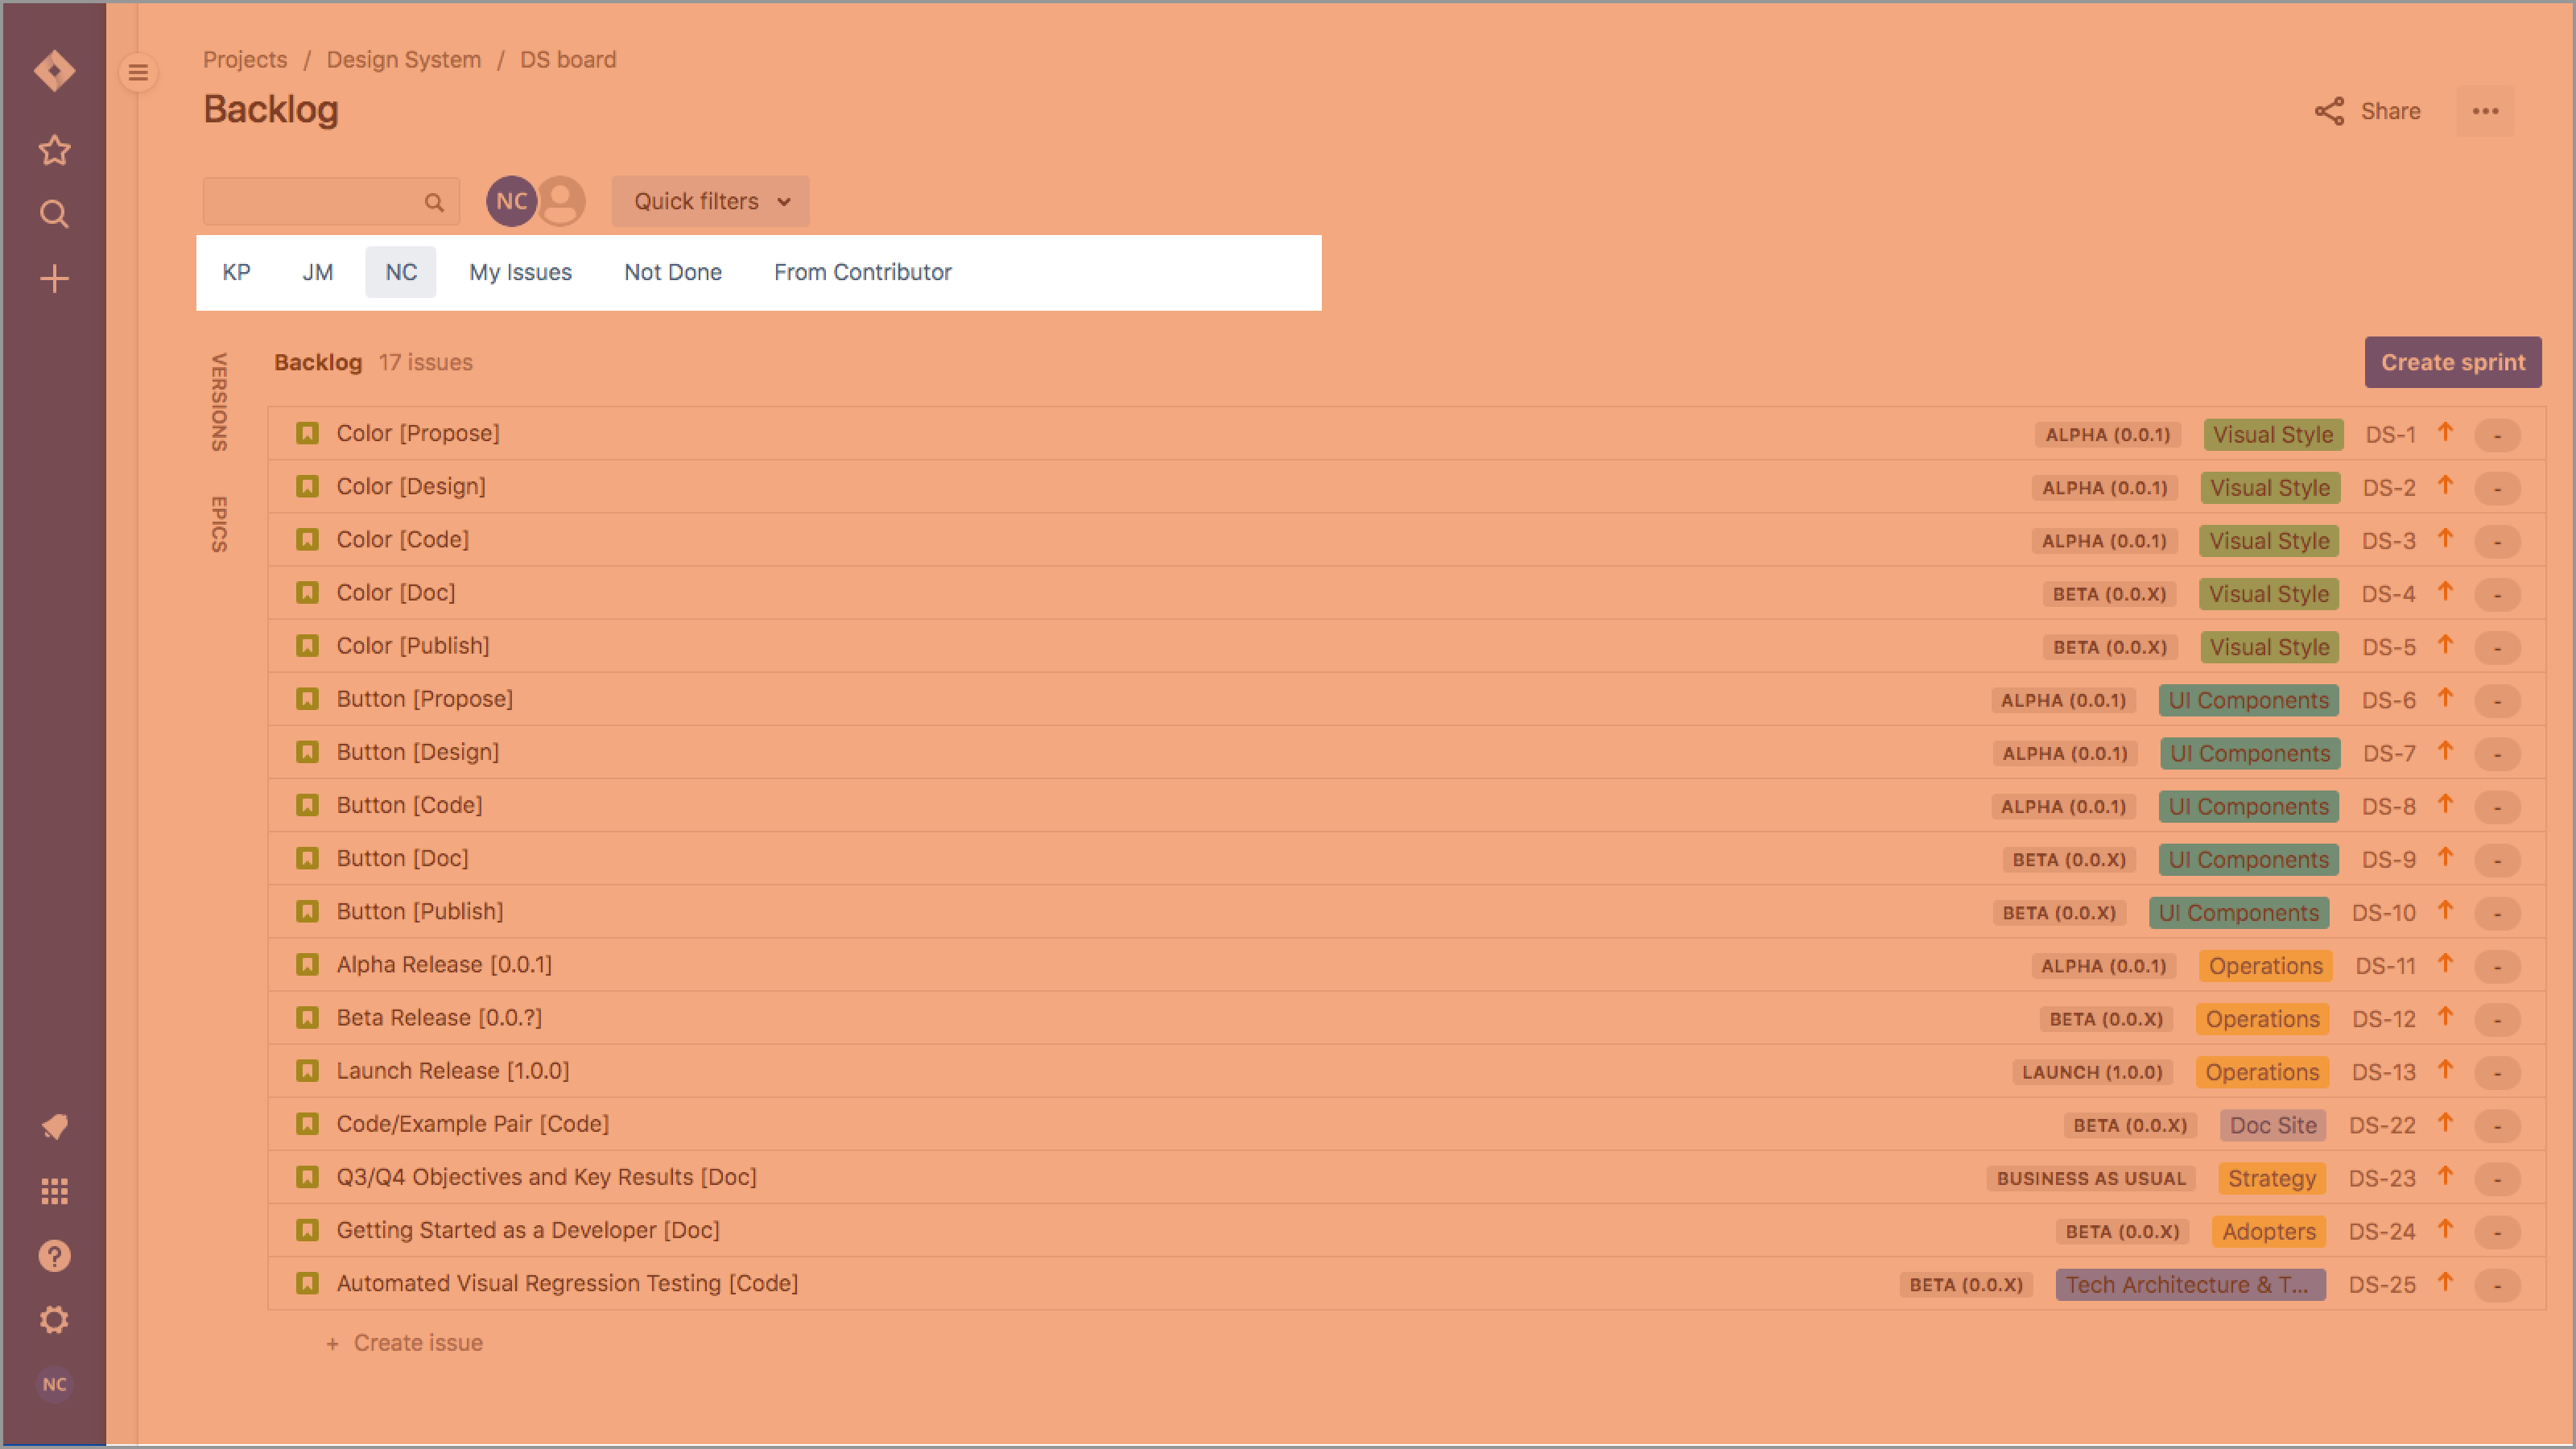 Projects / Design System / DS board
Backlog
Share
NC
Quick filters
KP JM NC My Issues Not Done From Contributor
VERSIONS
EPICS
Backlog 17 issues
Create sprint
Color [Propose] ALPHA (0.0.1) Visual Style DS-1 -
Color [Design] ALPHA (0.0.1) Visual Style DS-2 -
Color [Code] ALPHA (0.0.1) Visual Style DS-3 -
Color [Doc] BETA (0.0.X) Visual Style DS-4 -
Color [Publish] BETA (0.0.X) Visual Style DS-5 -
Button [Propose] ALPHA (0.0.1) UI Components DS-6 -
Button [Design] ALPHA (0.0.1) UI Components DS-7 -
Button [Code] ALPHA (0.0.1) UI Components DS-8 -
Button [Doc] BETA (0.0.X) UI Components DS-9 -
Button [Publish] BETA (0.0.X) UI Components DS-10 -
Alpha Release [0.0.1] ALPHA (0.0.1) Operations DS-11 -
Beta Release [0.0.?] BETA (0.0.X) Operations DS-12 -
Launch Release [1.0.0] LAUNCH (1.0.0) Operations DS-13 -
Code/Example Pair [Code] BETA (0.0.X) Doc Site DS-22 -
Q3/Q4 Objectives and Key Results [Doc] BUSINESS AS USUAL Strategy DS-23 -
Getting Started as a Developer [Doc] BETA (0.0.X) Adopters DS-24 -
Automated Visual Regression Testing [Code] BETA (0.0.X) Tech Architecture & T... DS-25 -
+ Create issue
NC